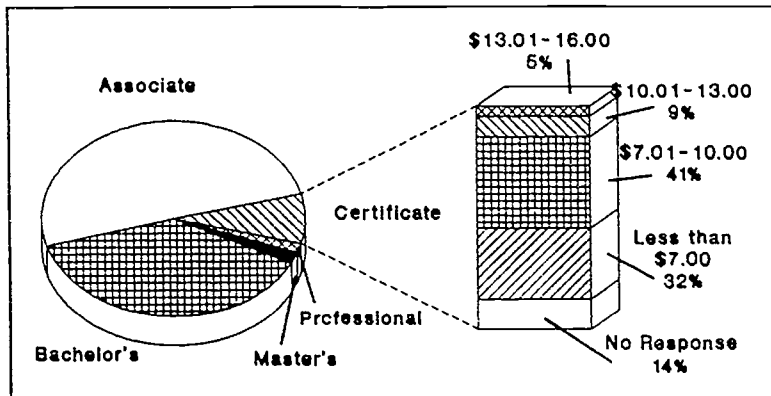 $13.01-16.00
5%
Associate
$10.01-13.00
9%
$7.01-10.00
41%
Certificate
Less than
$7.00
32%
Professional
Bachelor's
Master's
No Response
14%